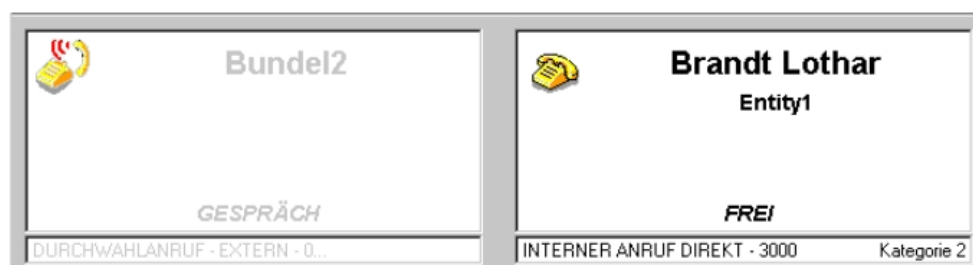 Bundel2
GESPRÄCH
DURCHWAHLANRUF - EXTERN - 0...
Brandt Lothar
Entity1
FREI
INTERNER ANRUF DIREKT - 3000 Kategorie 2